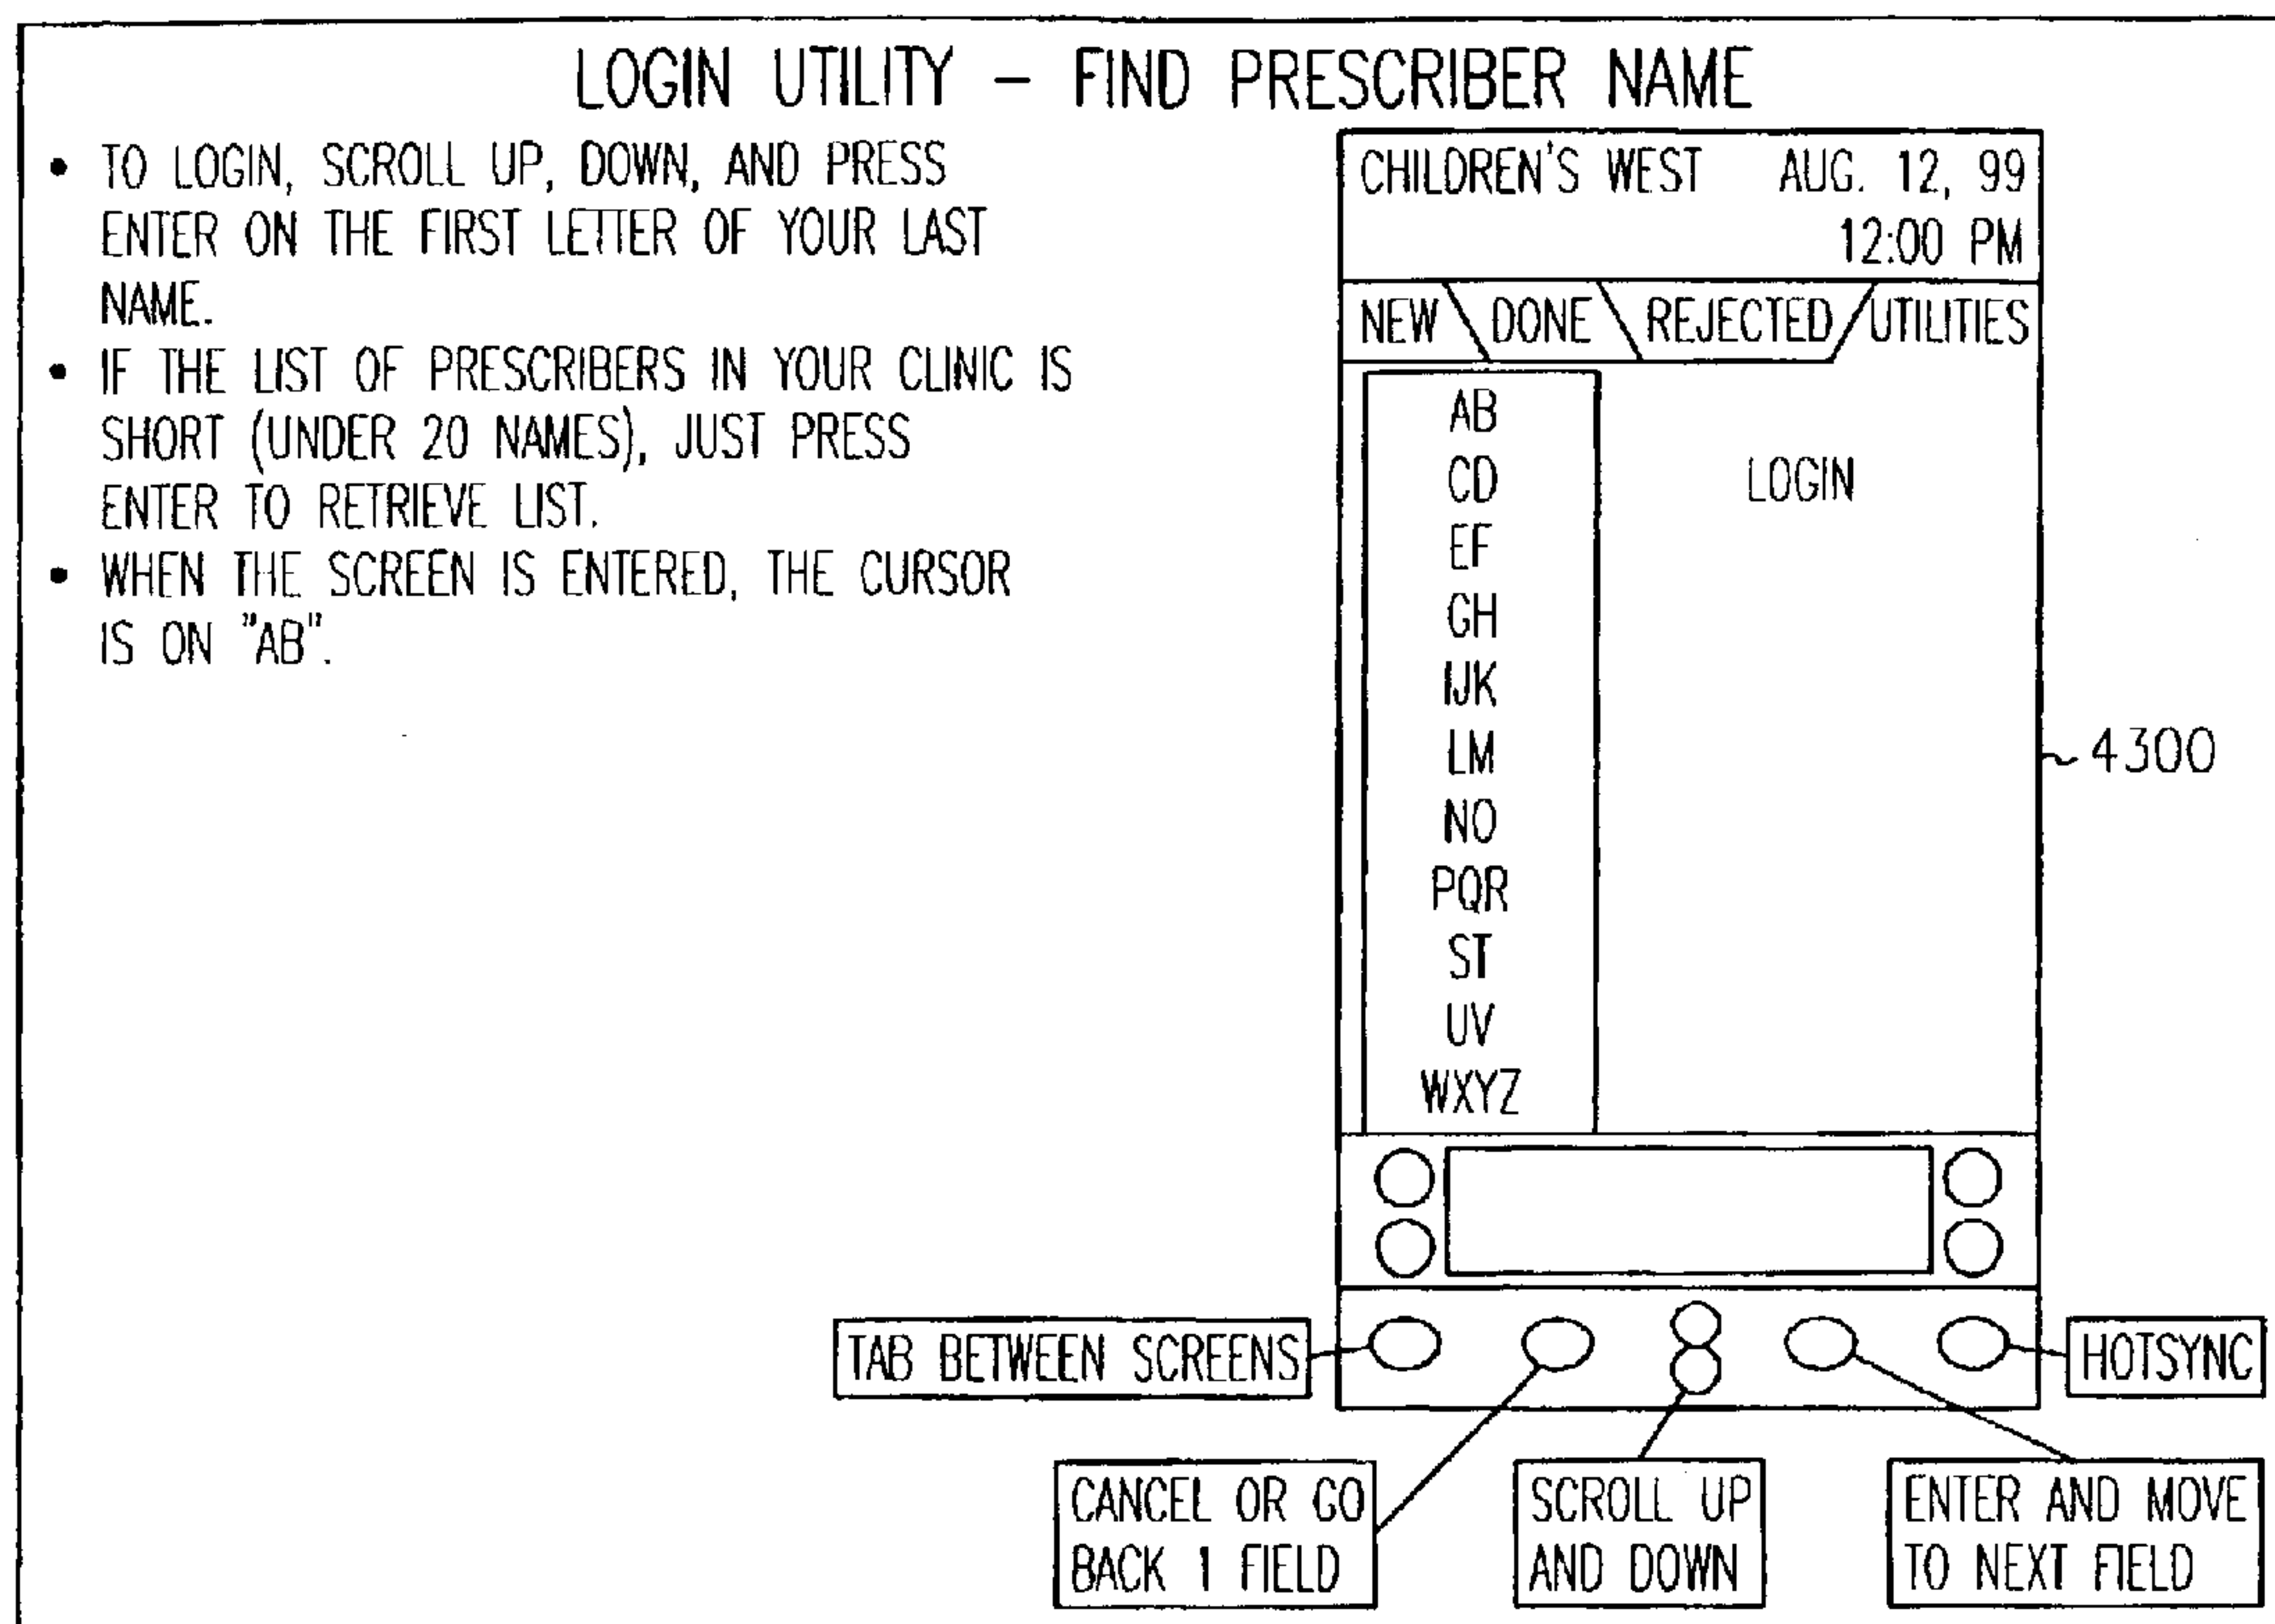 LOGIN UTILITY – FIND PRESCRIBER NAME
• TO LOGIN, SCROLL UP, DOWN, AND PRESS
ENTER ON THE FIRST LETTER OF YOUR LAST
NAME.
• IF THE LIST OF PRESCRIBERS IN YOUR CLINIC IS
SHORT (UNDER 20 NAMES), JUST PRESS
ENTER TO RETRIEVE LIST.
• WHEN THE SCREEN IS ENTERED, THE CURSOR
IS ON "AB".
CHILDREN'S WEST AUG. 12, 99
12:00 PM
NEW DONE REJECTED UTILITIES
AB
CD
EF
GH
IJK
LM
NO
PQR
ST
UV
WXYZ
LOGIN
4300
TAB BETWEEN SCREENS
HOTSYNC
CANCEL OR GO
BACK 1 FIELD
SCROLL UP
AND DOWN
ENTER AND MOVE
TO NEXT FIELD